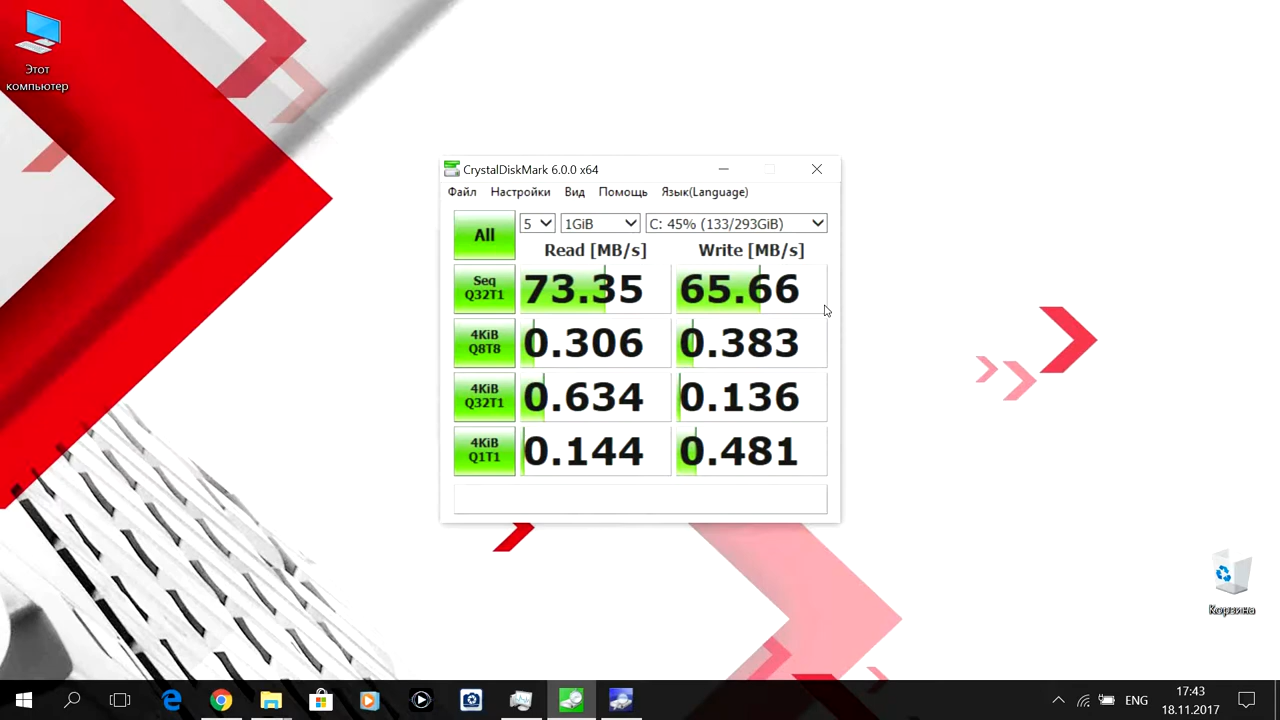 Этот
компьютер
CrystalDiskMark 6.0.0 x64
Файл Настройки Вид Помощь Язык(Language)
All 5 1GiB C: 45% (133/293GiB)
Read [MB/s] Write [MB/s]
Seq
Q32T1
73.35 65.66
4KiB
Q8T8
0.306 0.383
4KiB
Q32T1
0.634 0.136
4KiB
Q1T1
0.144 0.481
Корзина
ENG
17:43
18.11.2017